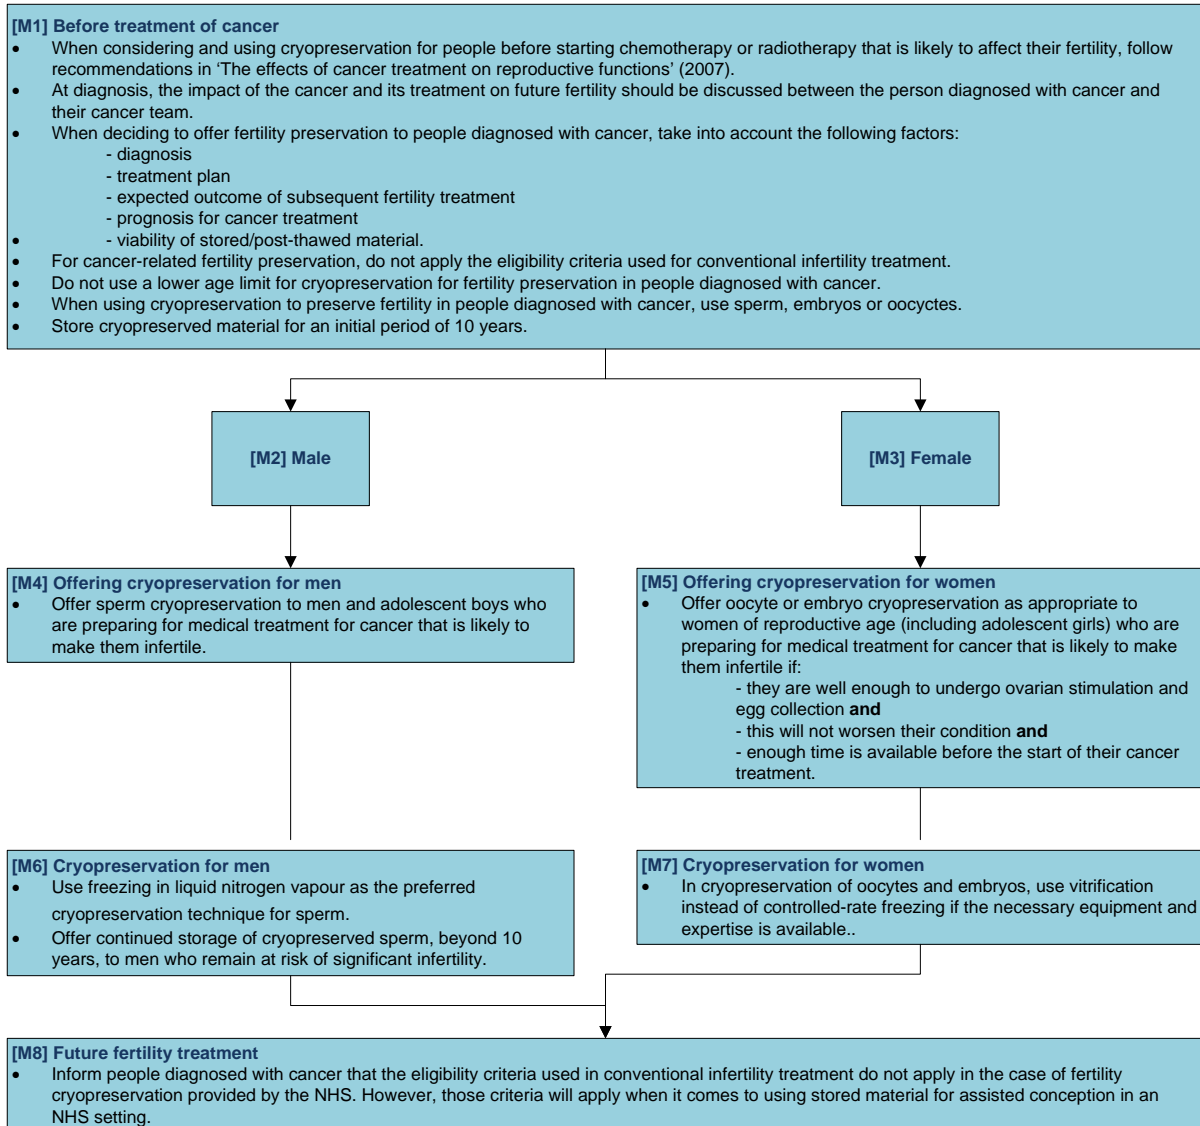 [M1] Before treatment of cancer
• When considering and using cryopreservation for people before starting chemotherapy or radiotherapy that is likely to affect their fertility, follow
recommendations in ‘The effects of cancer treatment on reproductive functions’ (2007).
• At diagnosis, the impact of the cancer and its treatment on future fertility should be discussed between the person diagnosed with cancer and
their cancer team.
• When deciding to offer fertility preservation to people diagnosed with cancer, take into account the following factors:
- diagnosis
- treatment plan
- expected outcome of subsequent fertility treatment
- prognosis for cancer treatment
• - viability of stored/post-thawed material.
• For cancer-related fertility preservation, do not apply the eligibility criteria used for conventional infertility treatment.
• Do not use a lower age limit for cryopreservation for fertility preservation in people diagnosed with cancer.
• When using cryopreservation to preserve fertility in people diagnosed with cancer, use sperm, embryos or oocyctes.
• Store cryopreserved material for an initial period of 10 years.
[M2] Male
[M3] Female
[M4] Offering cryopreservation for men
• Offer sperm cryopreservation to men and adolescent boys who
are preparing for medical treatment for cancer that is likely to
make them infertile.
[M5] Offering cryopreservation for women
• Offer oocyte or embryo cryopreservation as appropriate to
women of reproductive age (including adolescent girls) who are
preparing for medical treatment for cancer that is likely to make
them infertile if:
- they are well enough to undergo ovarian stimulation and
egg collection and
- this will not worsen their condition and
- enough time is available before the start of their cancer
treatment.
[M6] Cryopreservation for men
• Use freezing in liquid nitrogen vapour as the preferred
cryopreservation technique for sperm.
• Offer continued storage of cryopreserved sperm, beyond 10
years, to men who remain at risk of significant infertility.
[M7] Cryopreservation for women
• In cryopreservation of oocytes and embryos, use vitrification
instead of controlled-rate freezing if the necessary equipment and
expertise is available..
[M8] Future fertility treatment
• Inform people diagnosed with cancer that the eligibility criteria used in conventional infertility treatment do not apply in the case of fertility
cryopreservation provided by the NHS. However, those criteria will apply when it comes to using stored material for assisted conception in an
NHS setting.